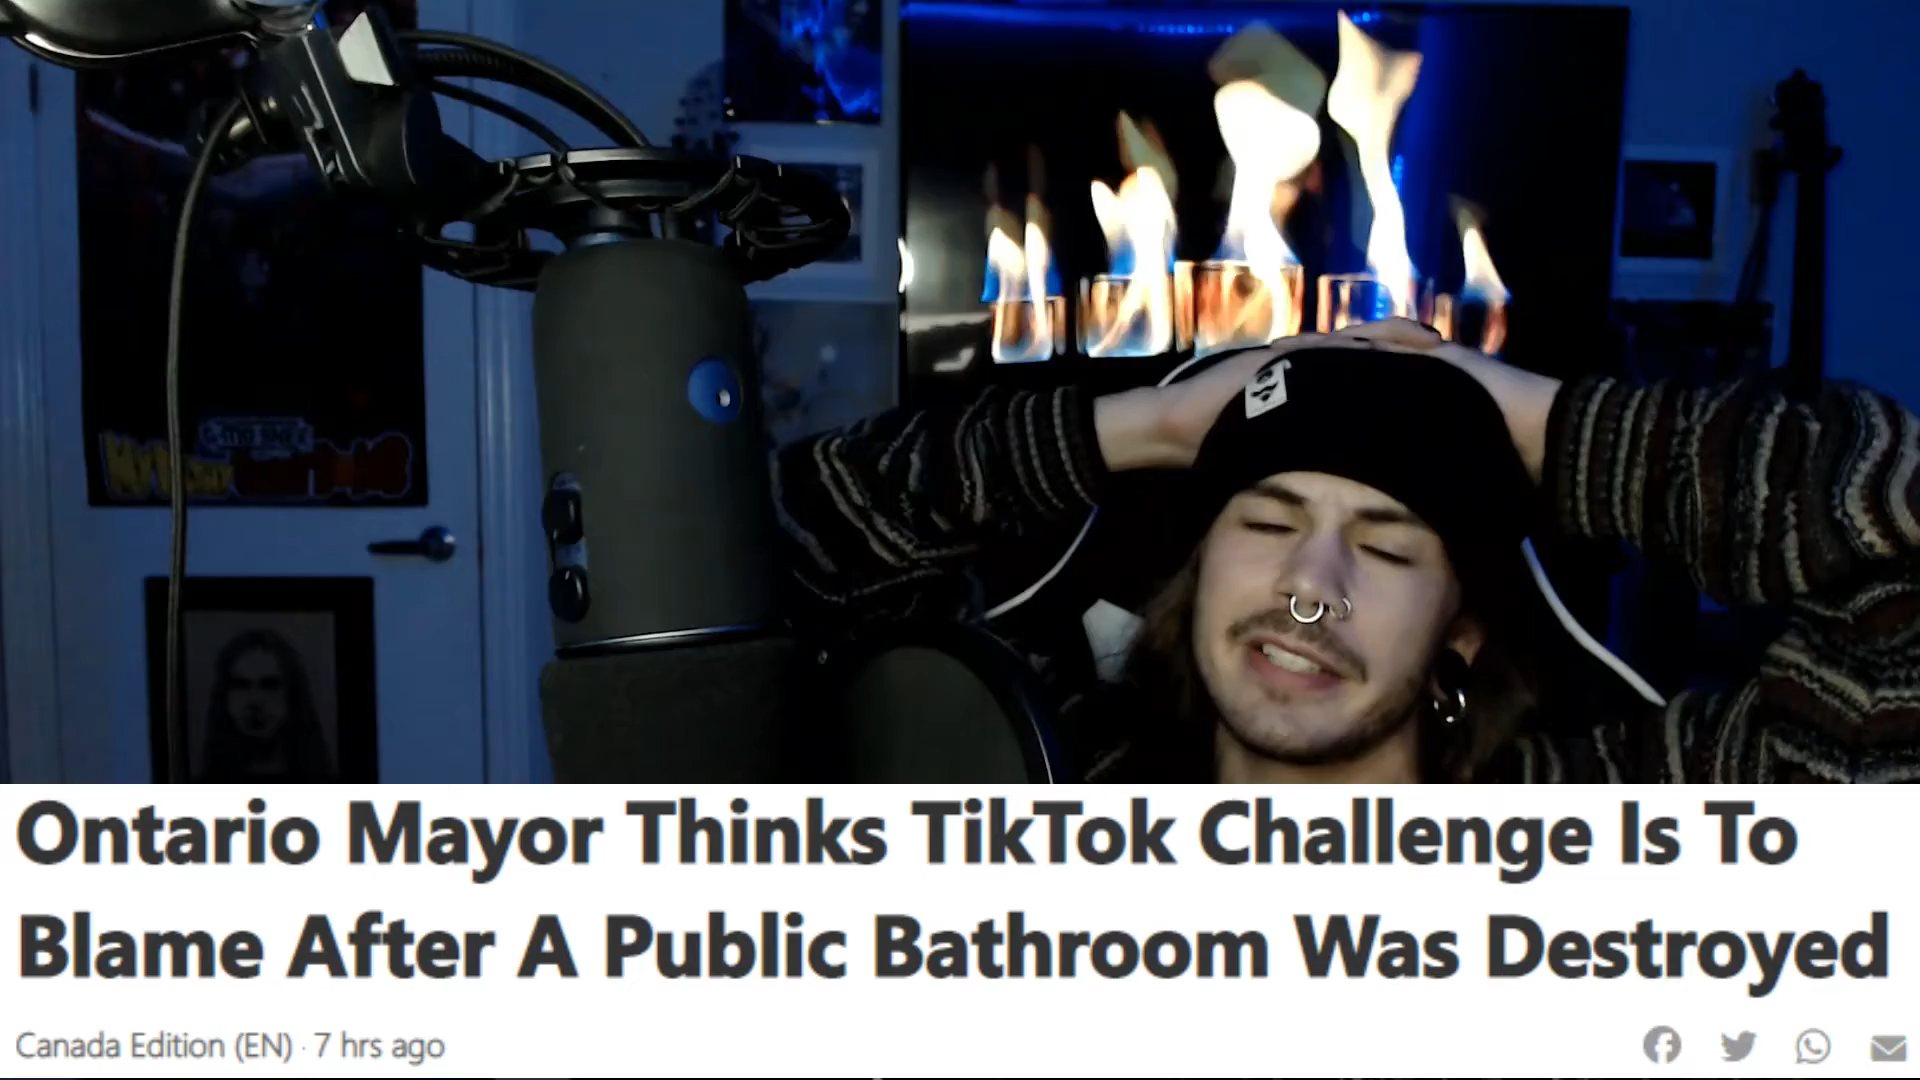 Ontario Mayor Thinks TikTok Challenge Is To
Blame After A Public Bathroom Was Destroyed
Canada Edition (EN) · 7 hrs ago